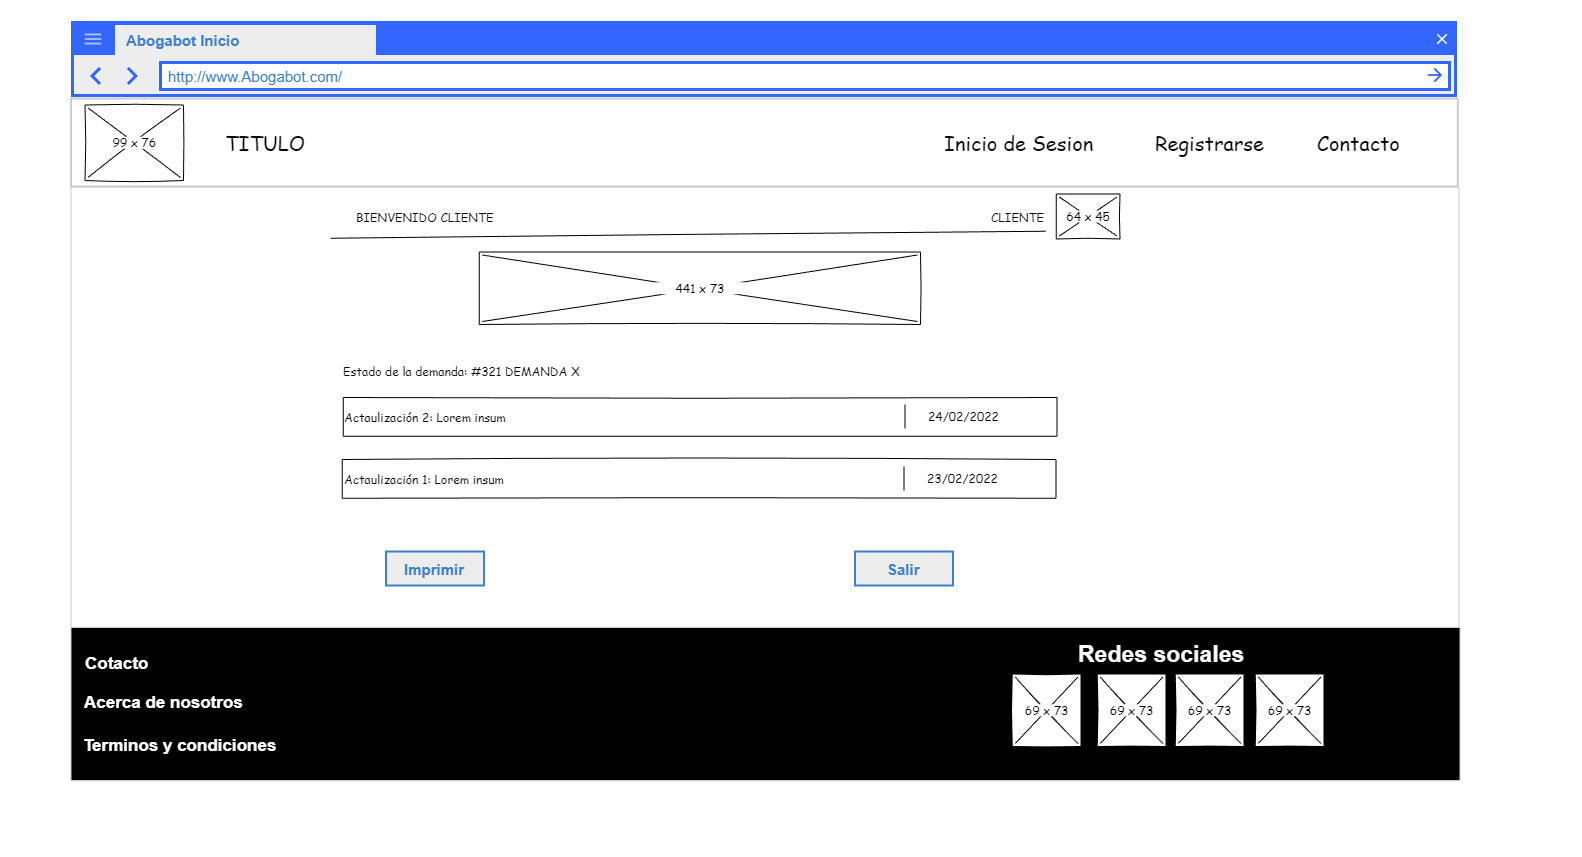 Abogabot Inicio
http://www.Abogabot.com/
99 x 76
TITULO
Inicio de Sesion
Registrarse
Contacto
BIENVENIDO CLIENTE
CLIENTE
64 x 45
441 x 73
Estado de la demanda: #321 DEMANDA X
Actaulización 2: Lorem insum
24/02/2022
Actaulización 1: Lorem insum
23/02/2022
Imprimir
Salir
Cotacto
Acerca de nosotros
Terminos y condiciones
Redes sociales
69 x 73
69 x 73
69 x 73
69 x 73